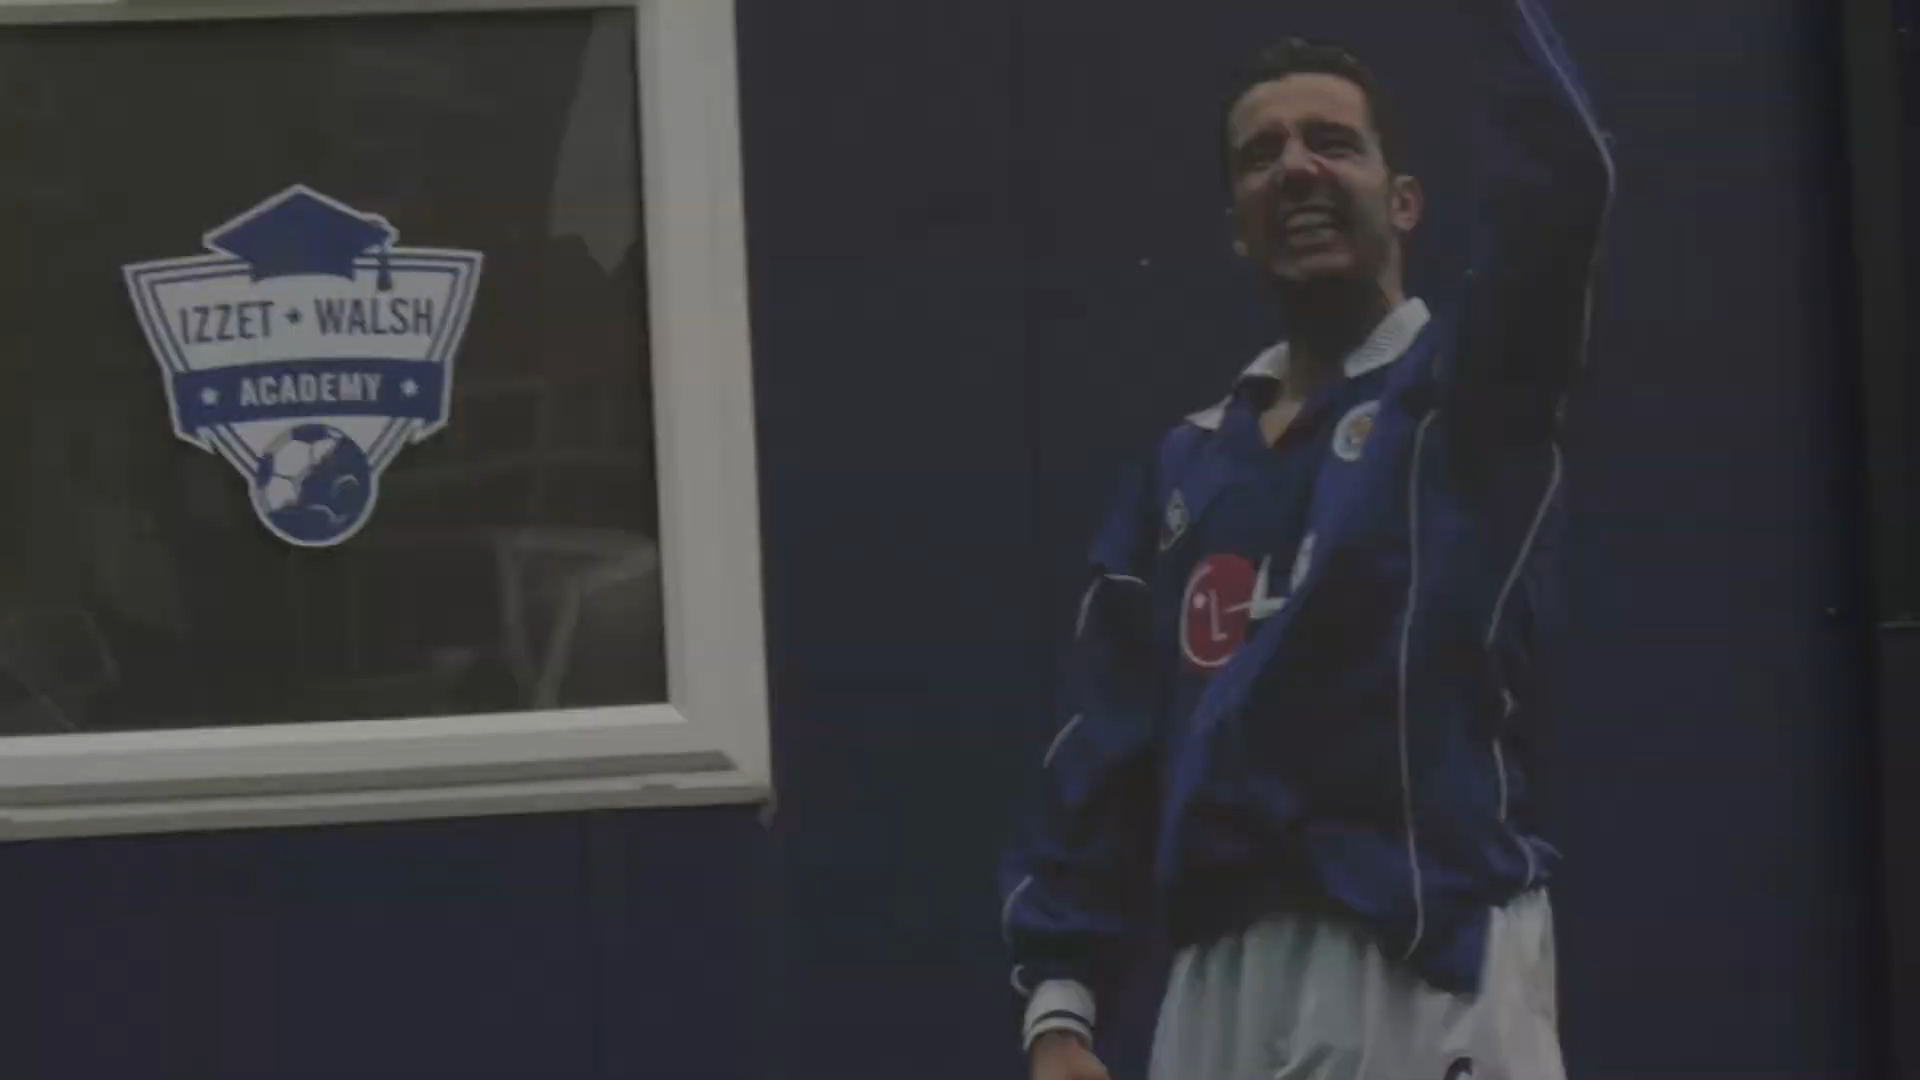 IZZET ★ WALSH
★ ACADEMY ★
L